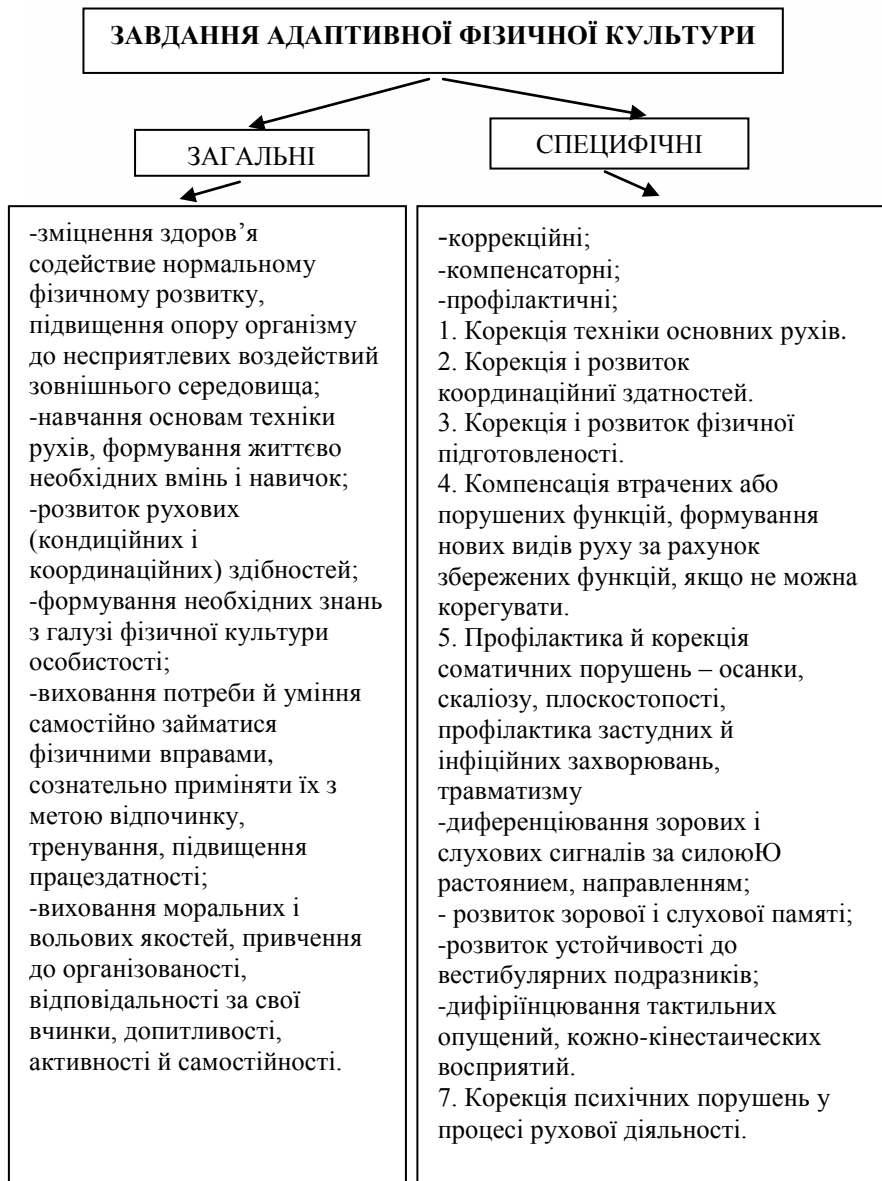 ЗАВДАННЯ АДАПТИВНОЇ ФІЗИЧНОЇ КУЛЬТУРИ
ЗАГАЛЬНІ
СПЕЦИФІЧНІ
-зміцнення здоров’я
содействие нормальному
фізичному розвитку,
підвищення опору організму
до несприятлевих воздействий
зовнішнього середовища;
-навчання основам техніки
рухів, формування життєво
необхідних вмінь і навичок;
-розвиток рухових
(кондиційних і
координаційних) здібностей;
-формування необхідних знань
з галузі фізичної культури
особистості;
-виховання потреби й уміння
самостійно займатися
фізичними вправами,
сознательно приміняти їх з
метою відпочинку,
тренування, підвищення
працездатності;
-виховання моральних і
вольових якостей, привчення
до організованості,
відповідальності за свої
вчинки, допитливості,
активності й самостійності.
-коррекційні;
-компенсаторні;
-профілактичні;
1. Корекція техніки основних рухів.
2. Корекція і розвиток
координаційниї здатностей.
3. Корекція і розвиток фізичної
підготовленості.
4. Компенсація втрачених або
порушених функцій, формування
нових видів руху за рахунок
збережених функцій, якщо не можна
корегувати.
5. Профілактика й корекція
соматичних порушень – осанки,
скаліозу, плоскостопості,
профілактика застудних й
інфіційних захворювань,
травматизму
-диференціювання зорових і
слухових сигналів за силоюЮ
растоянием, направленням;
- розвиток зорової і слухової памяті;
-розвиток устойчивості до
вестибулярних подразників;
-дифіріїнцювання тактильних
опущений, кожно-кінестаических
восприятий.
7. Корекція психічних порушень у
процесі рухової діяльності.